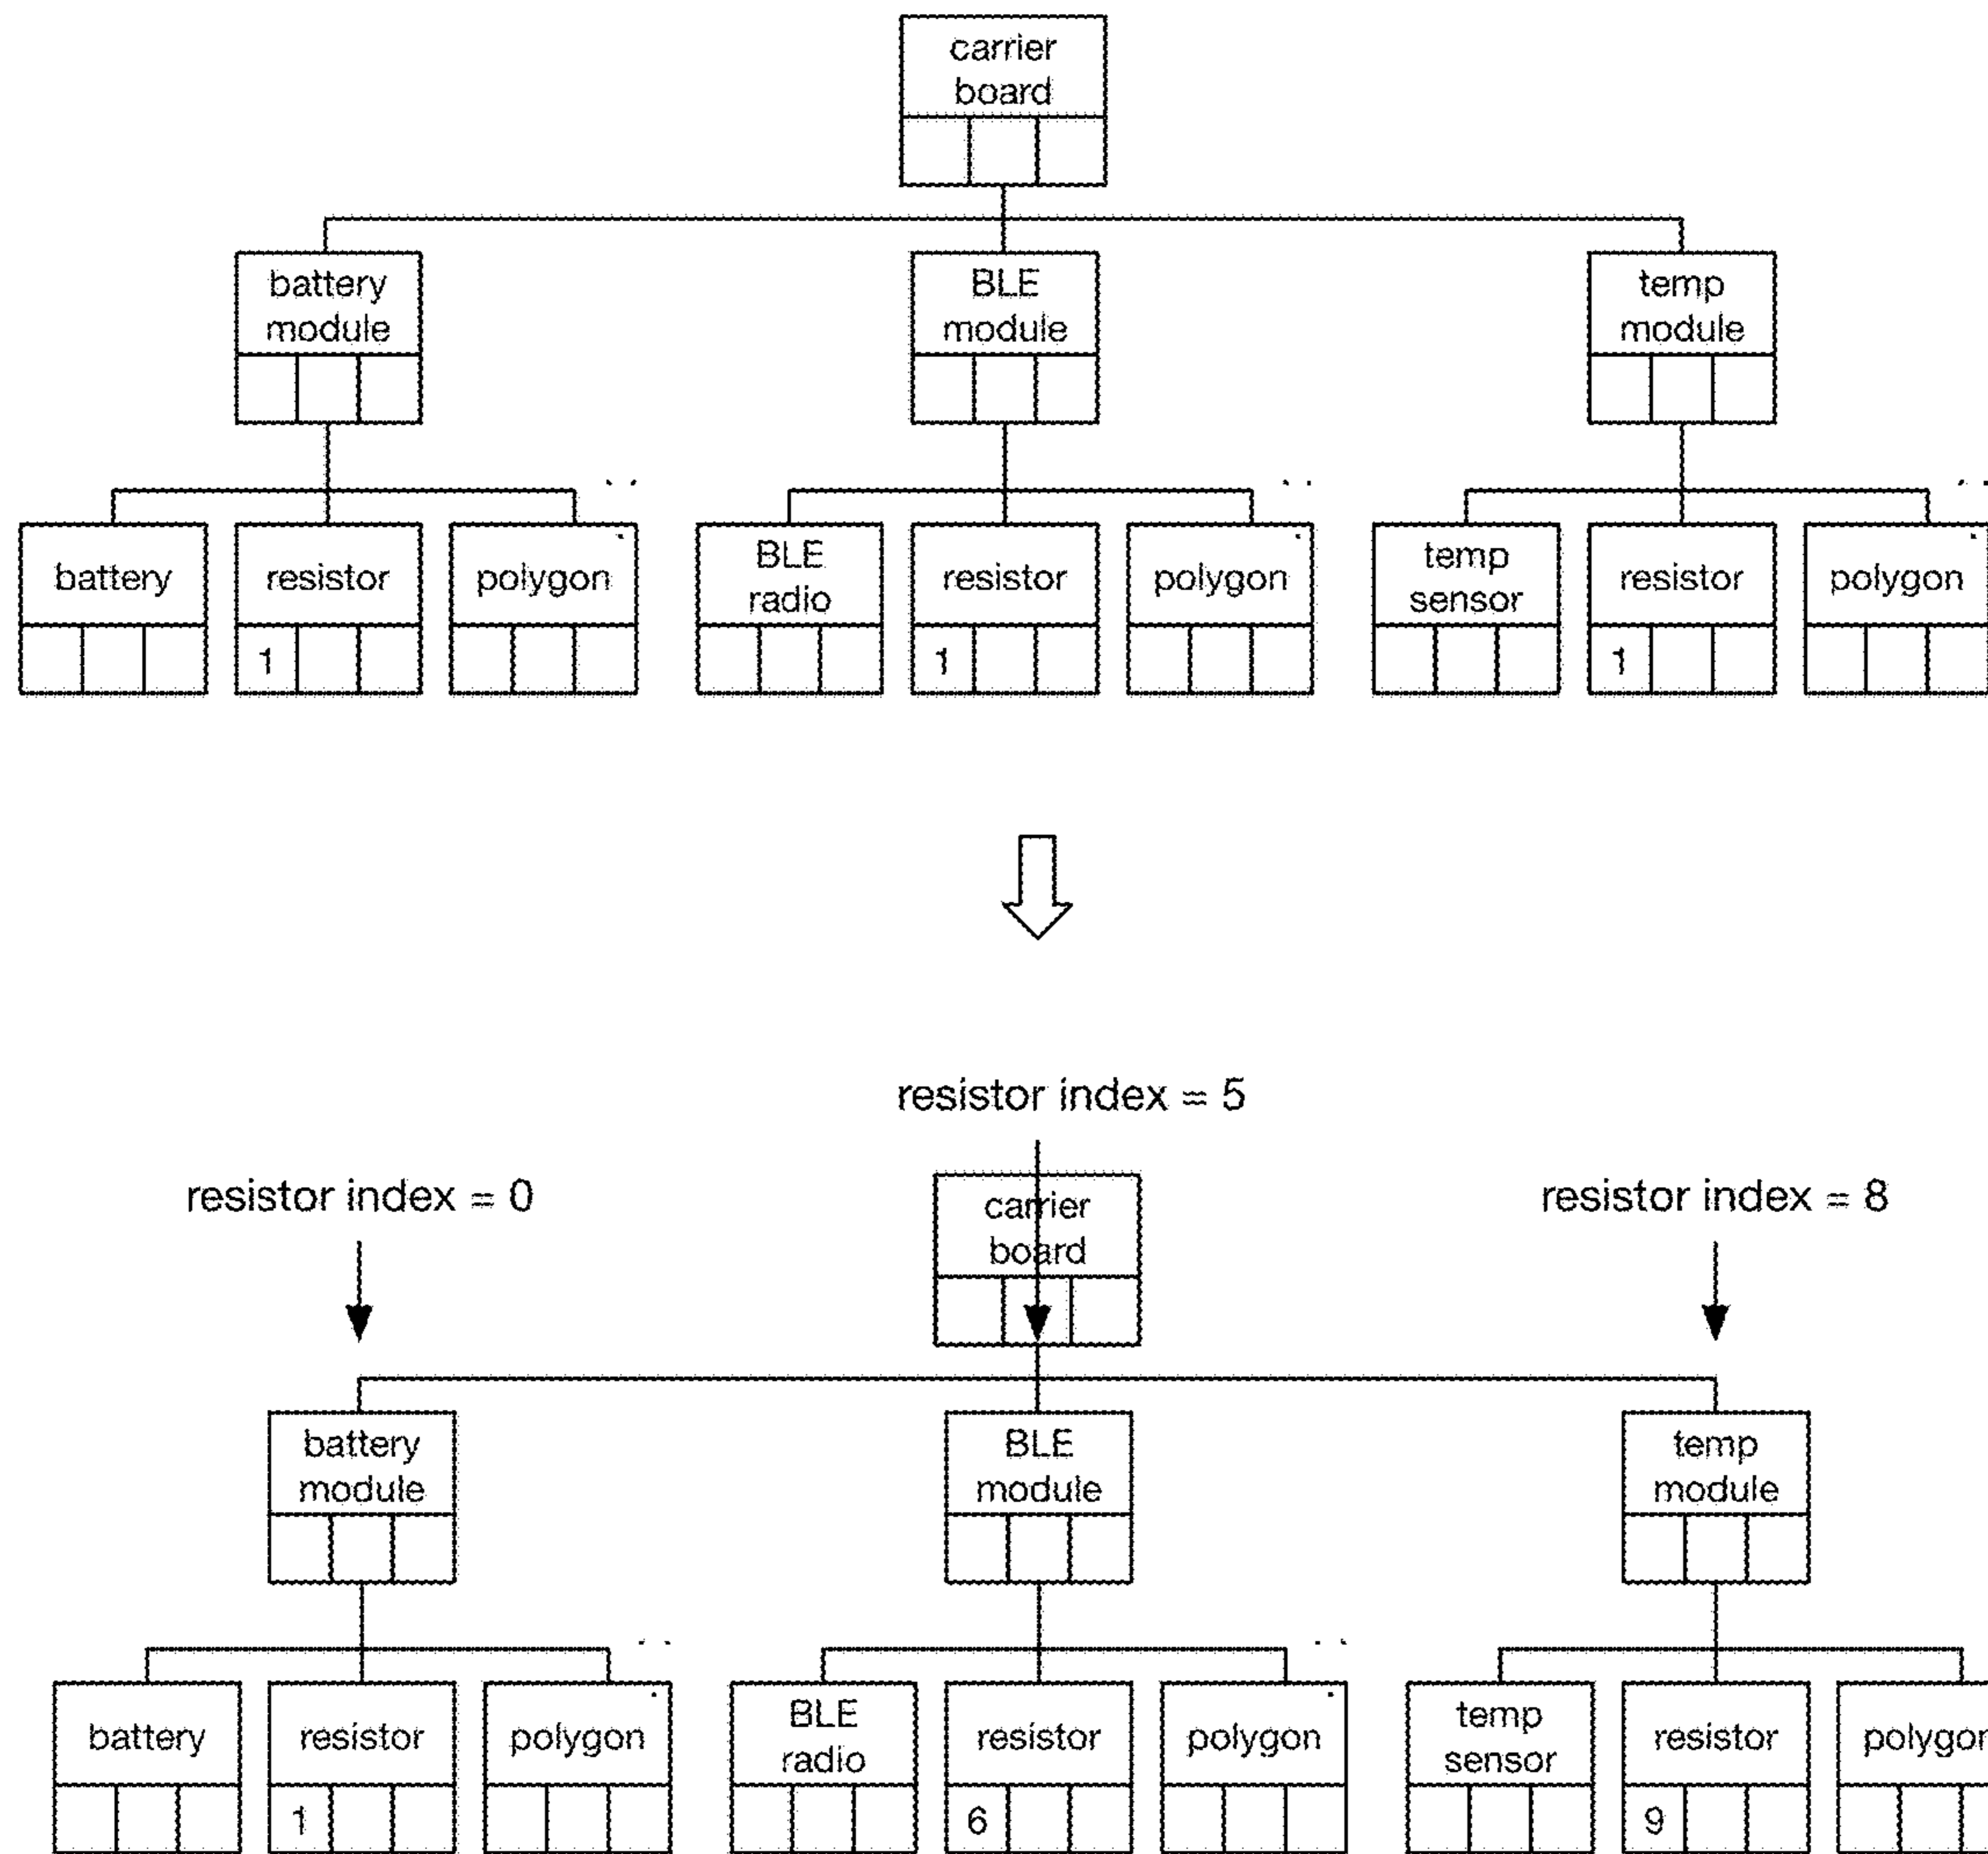 carrier
board
battery
module
BLE
module
temp
module
battery
resistor
polygon
BLE
radio
resistor
polygon
temp
sensor
resistor
polygon
1
1
1
resistor index = 5
resistor index = 0
carrier
board
resistor index = 8
battery
module
BLE
module
temp
module
battery
resistor
polygon
BLE
radio
resistor
polygon
temp
sensor
resistor
polygon
1
6
9